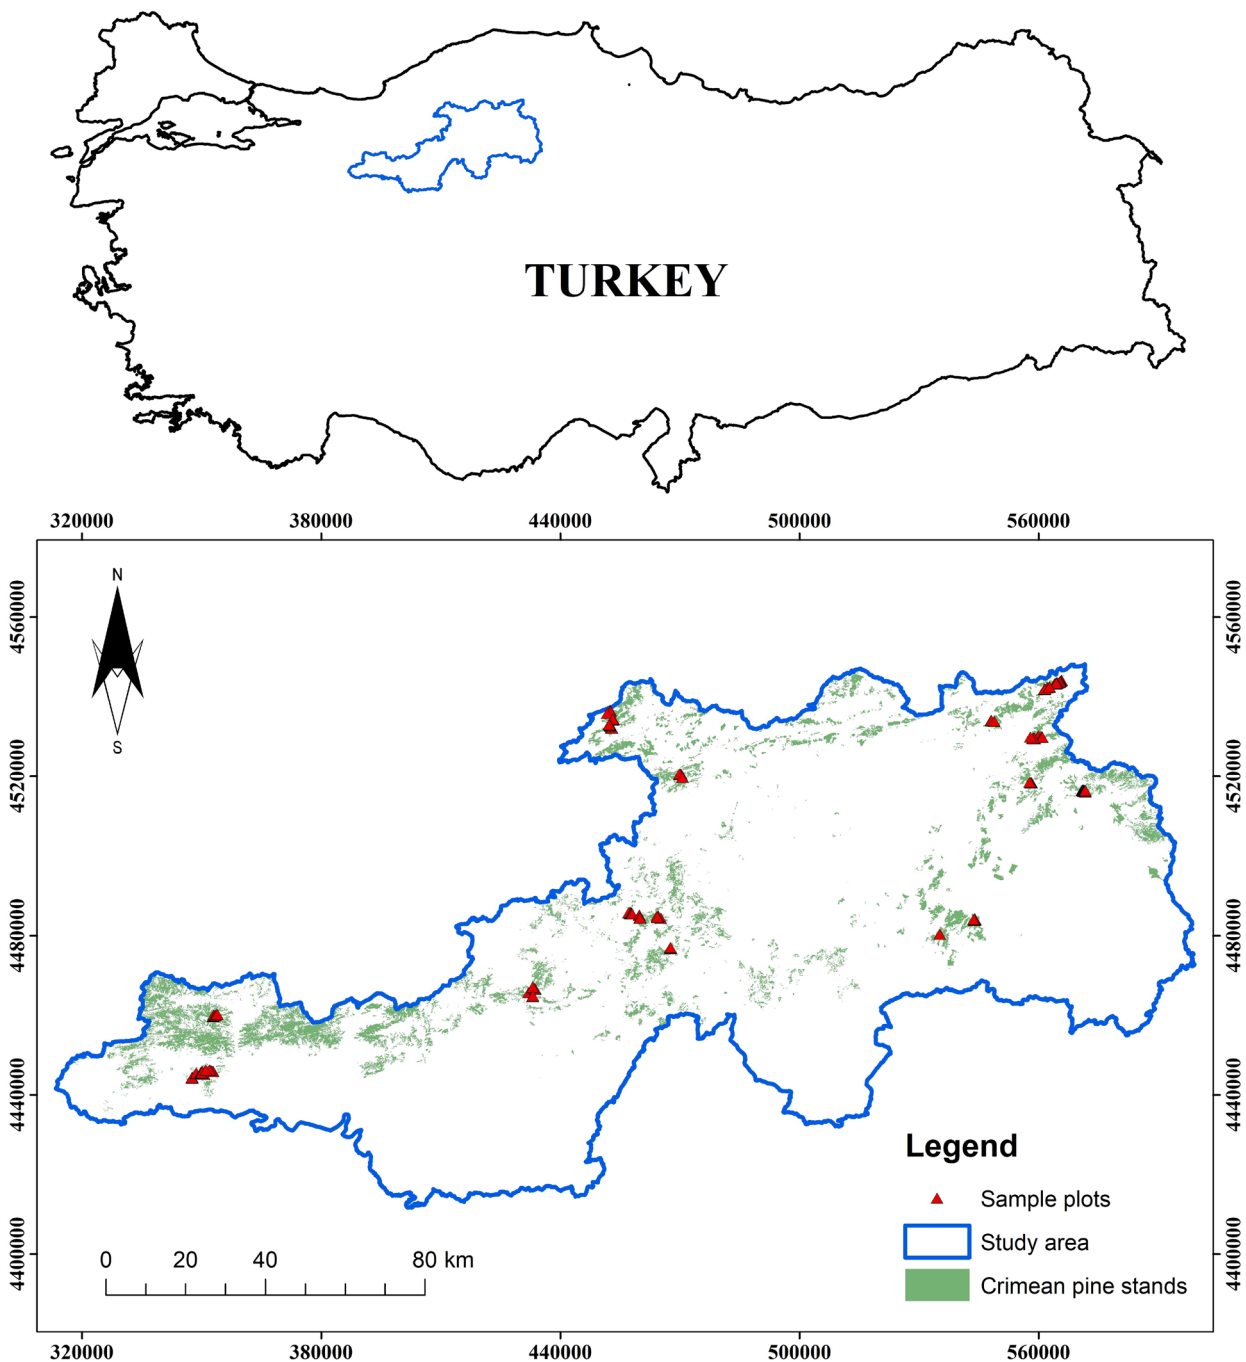 TURKEY
320000 380000 440000 500000 560000
N
S
4560000 4560000
4520000 4520000
4480000 4480000
4440000 4440000
4400000 4400000
Legend
Sample plots
Study area
Crimean pine stands
0 20 40 80 km
320000 380000 440000 500000 560000